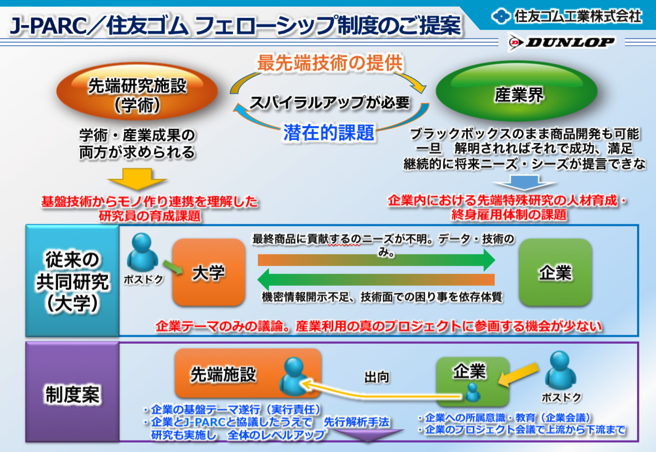 J-PARC／住友ゴム フェローシップ制度のご提案
住友ゴム工業株式会社
DUNLOP
最先端技術の提供
先端研究施設
（学術）
スパイラルアップが必要
産業界
潜在的課題
学術・産業成果の
両方が求められる
ブラックボックスのまま商品開発も可能
一旦　解明されればそれで成功、満足
継続的に将来ニーズ・シーズが提言できな
基盤技術からモノ作り連携を理解した
研究員の育成課題
企業内における先端特殊研究の人材育成・
終身雇用体制の課題
従来の
共同研究
（大学）
ポスドク
大学
最終商品に貢献するのニーズが不明。データ・技術の
み。
機密情報開示不足、技術面での困り事を依存体質
企業
企業テーマのみの議論。産業利用の真のプロジェクトに参画する機会が少ない
制度案
先端施設
出向
企業
ポスドク
・企業の基盤テーマ遂行（実行責任）
・企業とJ-PARCと協議したうえで　先行解析手法
研究も実施し　全体のレベルアップ
・企業への所属意識・教育（企業会議）
・企業のプロジェクト会議で上流から下流まで